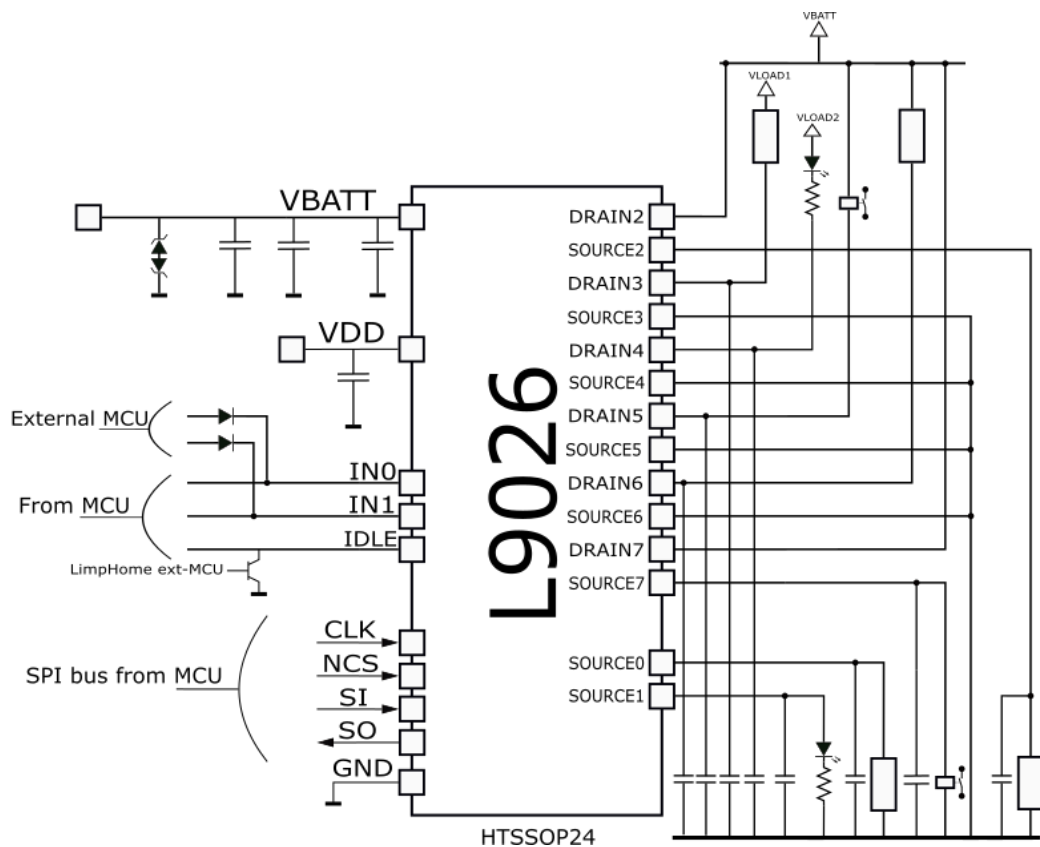 VBATT
VLOAD1
VLOAD2
VBATT
DRAIN2
SOURCE2
DRAIN3
SOURCE3
VDD
DRAIN4
SOURCE4
External MCU
DRAIN5
SOURCE5
IN0
DRAIN6
From MCU
IN1
SOURCE6
IDLE
DRAIN7
LimpHome ext-MCU
SOURCE7
L9026
CLK
SOURCE0
NCS
SPI bus from MCU
SI
SOURCE1
SO
GND
HTSSOP24